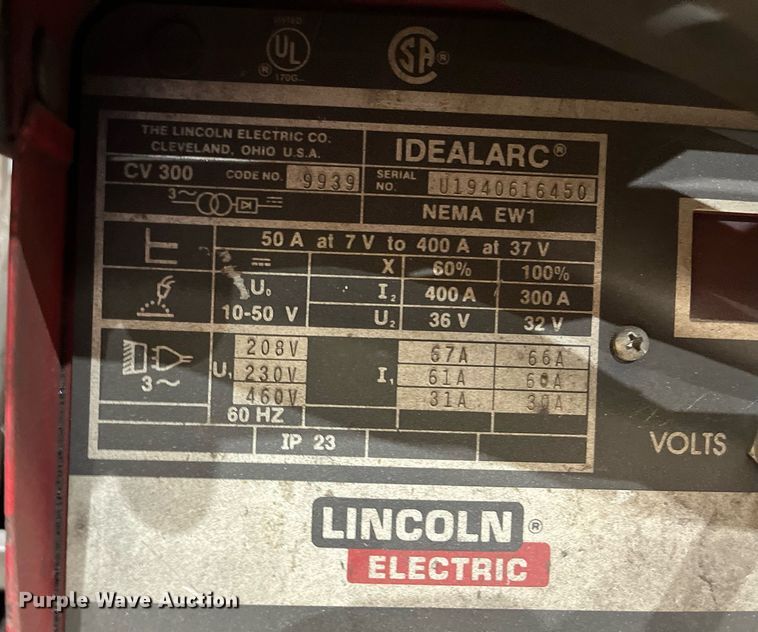 LISTED
UL ®
170G
SA ®
THE LINCOLN ELECTRIC CO.
CLEVELAND, OHIO U.S.A.
IDEALARC®
CV 300 CODE NO. 9939 SERIAL NO. U1940616450
3~
NEMA EW1
50 A at 7 V to 400 A at 37 V
X 60% 100%
U₀ I₂ 400 A 300 A
10-50 V U₂ 36 V 32 V
208V 67A 66A
U₁ 230V I₁ 61A 60A
3~ 460V 31A 30A
60 HZ
IP 23
VOLTS
LINCOLN ®
ELECTRIC
Purple Wave Auction